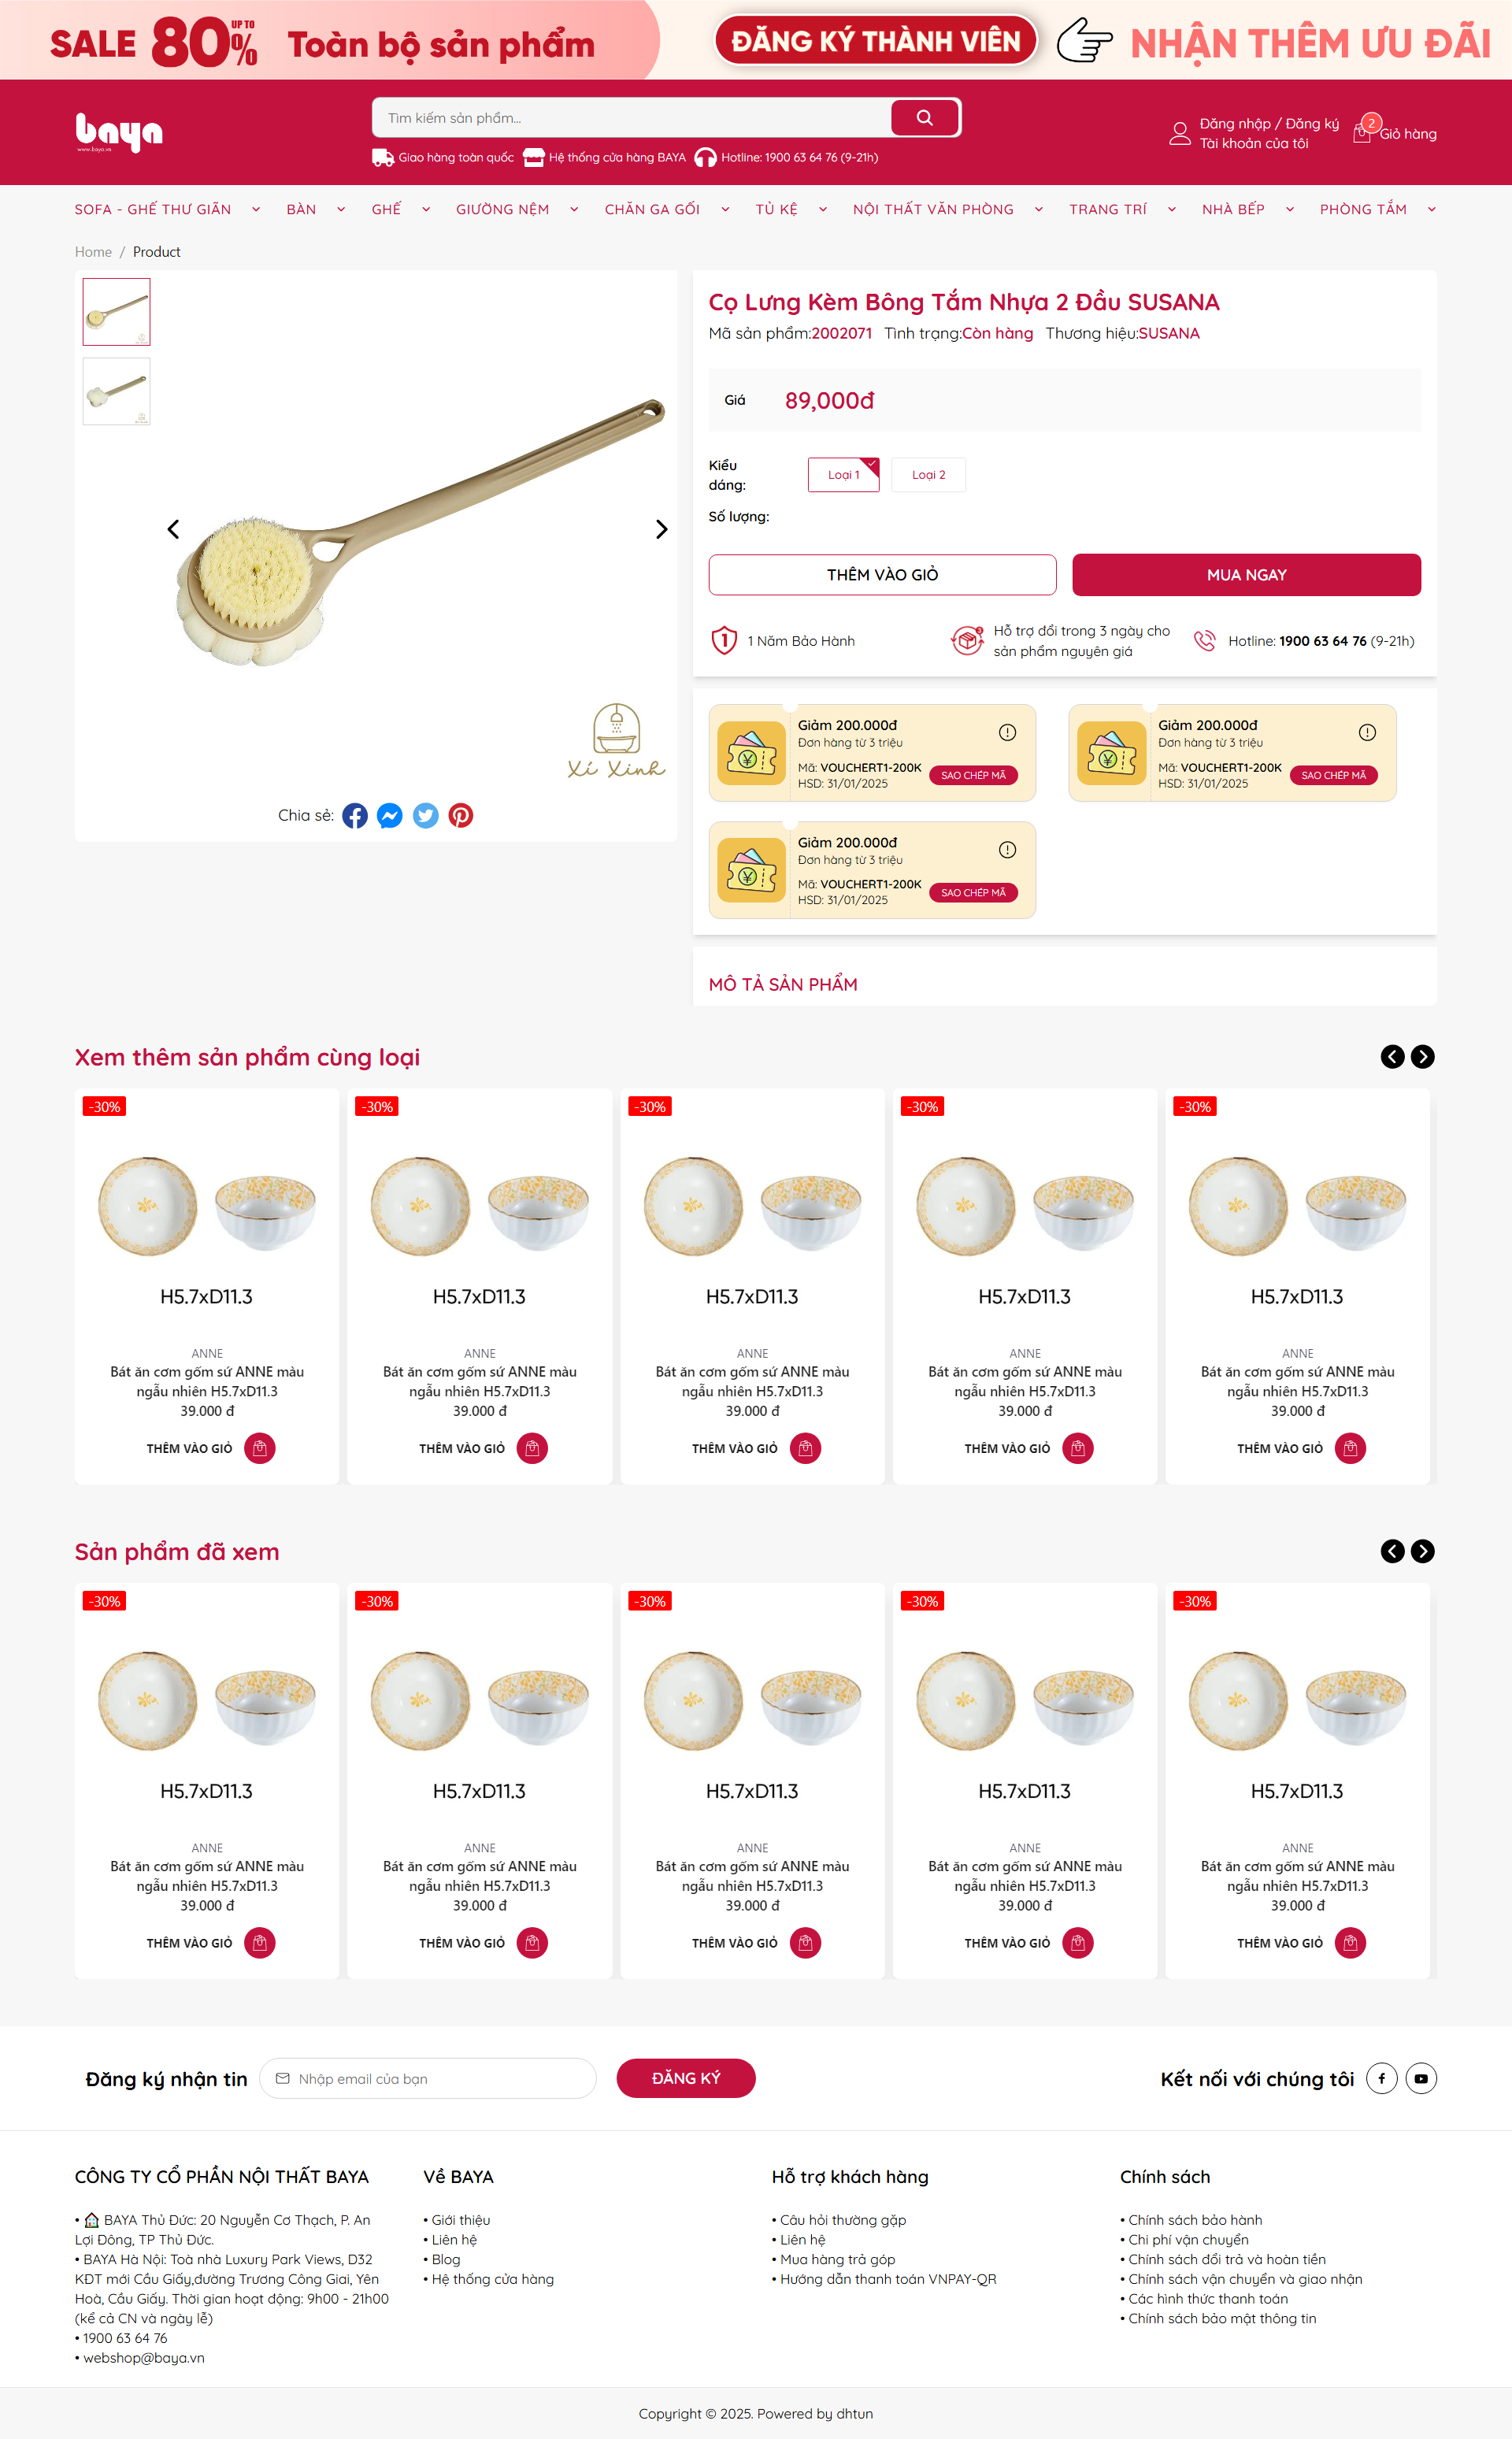 SALE 80% UP TO Toàn bộ sản phẩm ĐĂNG KÝ THÀNH VIÊN NHẬN THÊM ƯU ĐÃI
baya
www.baya.vn
Tìm kiếm sản phẩm...
Giao hàng toàn quốc Hệ thống cửa hàng BAYA Hotline: 1900 63 64 76 (9-21h)
Đăng nhập / Đăng ký
Tài khoản của tôi
2
Giỏ hàng
SOFA - GHẾ THƯ GIÃN BÀN GHẾ GIƯỜNG NỆM CHĂN GA GỐI TỦ KỆ NỘI THẤT VĂN PHÒNG TRANG TRÍ NHÀ BẾP PHÒNG TẮM
Home / Product
Xí Xinh
Chia sẻ:
Cọ Lưng Kèm Bông Tắm Nhựa 2 Đầu SUSANA
Mã sản phẩm:2002071 Tình trạng:Còn hàng Thương hiệu:SUSANA
Giá 89,000đ
Kiểu
dáng:
Loại 1 Loại 2
Số lượng:
THÊM VÀO GIỎ MUA NGAY
1 Năm Bảo Hành
Hỗ trợ đổi trong 3 ngày cho
sản phẩm nguyên giá
Hotline: 1900 63 64 76 (9-21h)
Giảm 200.000đ
Đơn hàng từ 3 triệu
Mã: VOUCHERT1-200K
HSD: 31/01/2025
SAO CHÉP MÃ
Giảm 200.000đ
Đơn hàng từ 3 triệu
Mã: VOUCHERT1-200K
HSD: 31/01/2025
SAO CHÉP MÃ
Giảm 200.000đ
Đơn hàng từ 3 triệu
Mã: VOUCHERT1-200K
HSD: 31/01/2025
SAO CHÉP MÃ
MÔ TẢ SẢN PHẨM
Xem thêm sản phẩm cùng loại
-30% -30% -30% -30% -30%
H5.7xD11.3 H5.7xD11.3 H5.7xD11.3 H5.7xD11.3 H5.7xD11.3
ANNE ANNE ANNE ANNE ANNE
Bát ăn cơm gốm sứ ANNE màu Bát ăn cơm gốm sứ ANNE màu Bát ăn cơm gốm sứ ANNE màu Bát ăn cơm gốm sứ ANNE màu Bát ăn cơm gốm sứ ANNE màu
ngẫu nhiên H5.7xD11.3 ngẫu nhiên H5.7xD11.3 ngẫu nhiên H5.7xD11.3 ngẫu nhiên H5.7xD11.3 ngẫu nhiên H5.7xD11.3
39.000 đ 39.000 đ 39.000 đ 39.000 đ 39.000 đ
THÊM VÀO GIỎ THÊM VÀO GIỎ THÊM VÀO GIỎ THÊM VÀO GIỎ THÊM VÀO GIỎ
Sản phẩm đã xem
-30% -30% -30% -30% -30%
H5.7xD11.3 H5.7xD11.3 H5.7xD11.3 H5.7xD11.3 H5.7xD11.3
ANNE ANNE ANNE ANNE ANNE
Bát ăn cơm gốm sứ ANNE màu Bát ăn cơm gốm sứ ANNE màu Bát ăn cơm gốm sứ ANNE màu Bát ăn cơm gốm sứ ANNE màu Bát ăn cơm gốm sứ ANNE màu
ngẫu nhiên H5.7xD11.3 ngẫu nhiên H5.7xD11.3 ngẫu nhiên H5.7xD11.3 ngẫu nhiên H5.7xD11.3 ngẫu nhiên H5.7xD11.3
39.000 đ 39.000 đ 39.000 đ 39.000 đ 39.000 đ
THÊM VÀO GIỎ THÊM VÀO GIỎ THÊM VÀO GIỎ THÊM VÀO GIỎ THÊM VÀO GIỎ
Đăng ký nhận tin Nhập email của bạn ĐĂNG KÝ Kết nối với chúng tôi
CÔNG TY CỔ PHẦN NỘI THẤT BAYA
• BAYA Thủ Đức: 20 Nguyễn Cơ Thạch, P. An
Lợi Đông, TP Thủ Đức.
• BAYA Hà Nội: Toà nhà Luxury Park Views, D32
KĐT mới Cầu Giấy,đường Trương Công Giai, Yên
Hoà, Cầu Giấy. Thời gian hoạt động: 9h00 - 21h00
(kể cả CN và ngày lễ)
• 1900 63 64 76
• webshop@baya.vn
Về BAYA
• Giới thiệu
• Liên hệ
• Blog
• Hệ thống cửa hàng
Hỗ trợ khách hàng
• Câu hỏi thường gặp
• Liên hệ
• Mua hàng trả góp
• Hướng dẫn thanh toán VNPAY-QR
Chính sách
• Chính sách bảo hành
• Chi phí vận chuyển
• Chính sách đổi trả và hoàn tiền
• Chính sách vận chuyển và giao nhận
• Các hình thức thanh toán
• Chính sách bảo mật thông tin
Copyright © 2025. Powered by dhtun